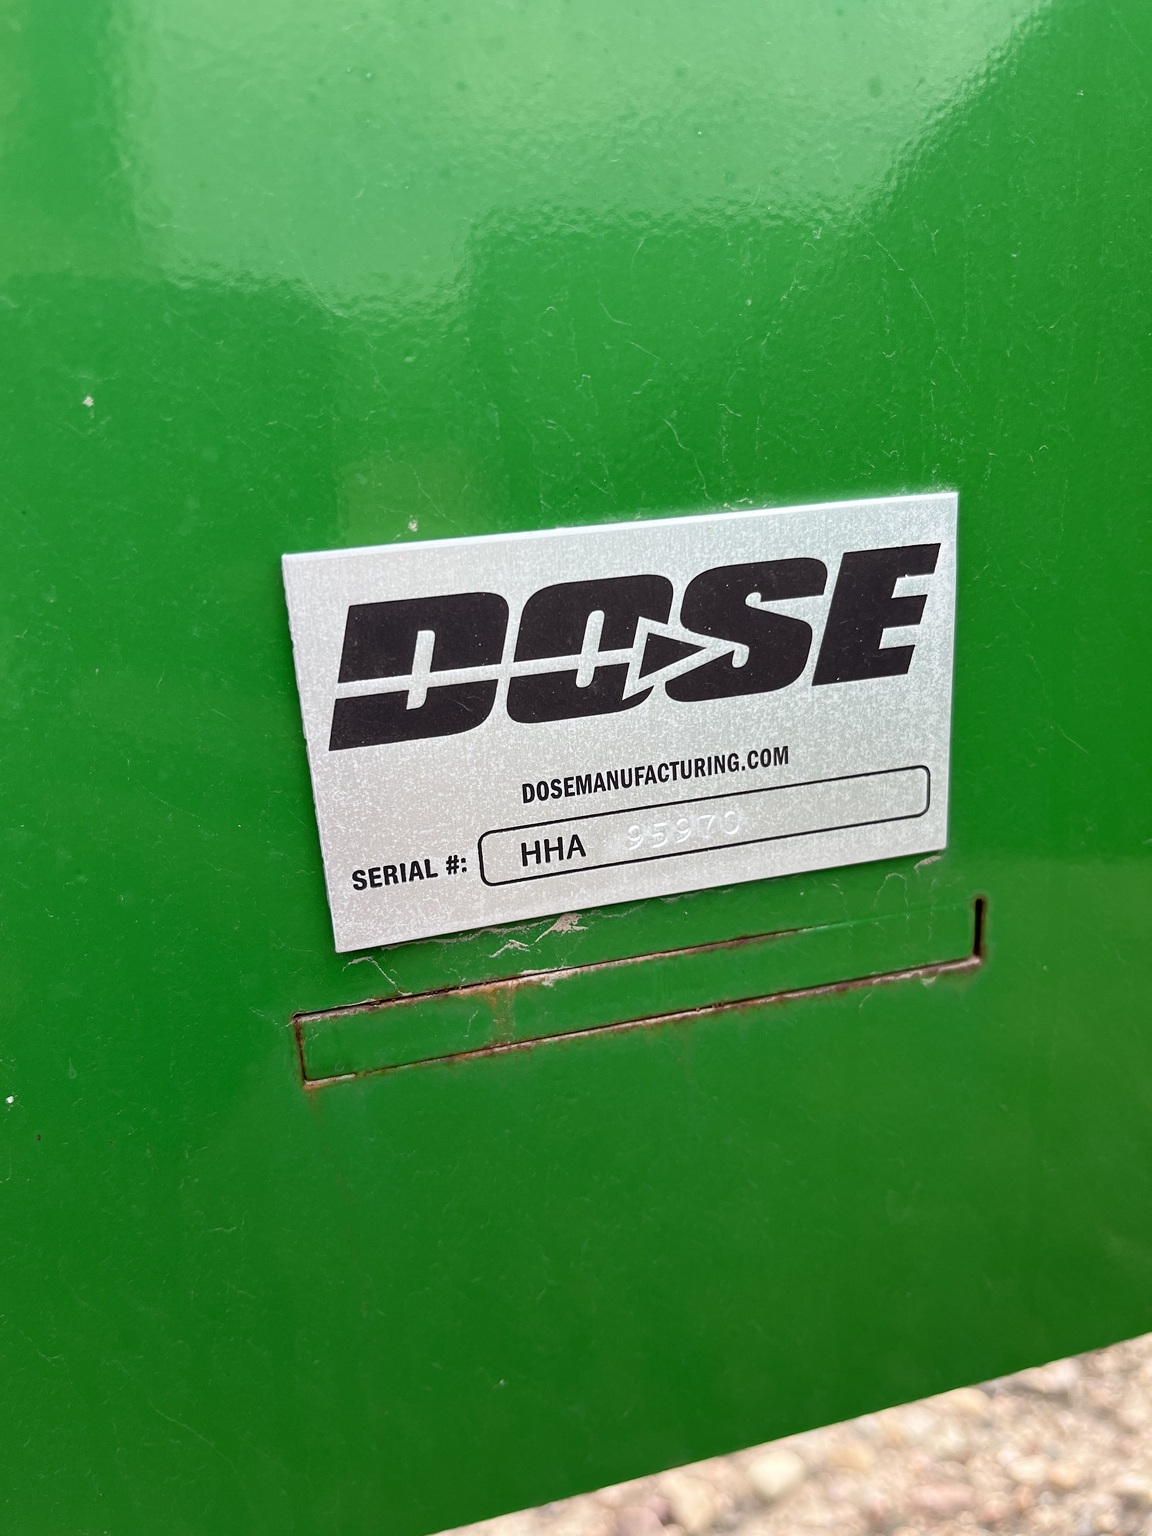 DOSE
DOSEMANUFACTURING.COM
SERIAL #: HHA 95970